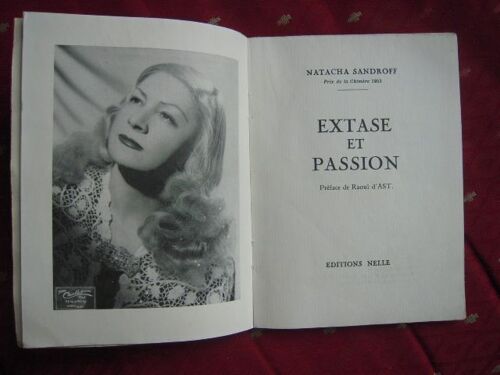 NATACHA SANDROFF
Prix de la Chimère 1953
EXTASE
ET
PASSION
Préface de Raoul d'AST.
EDITIONS NELLE